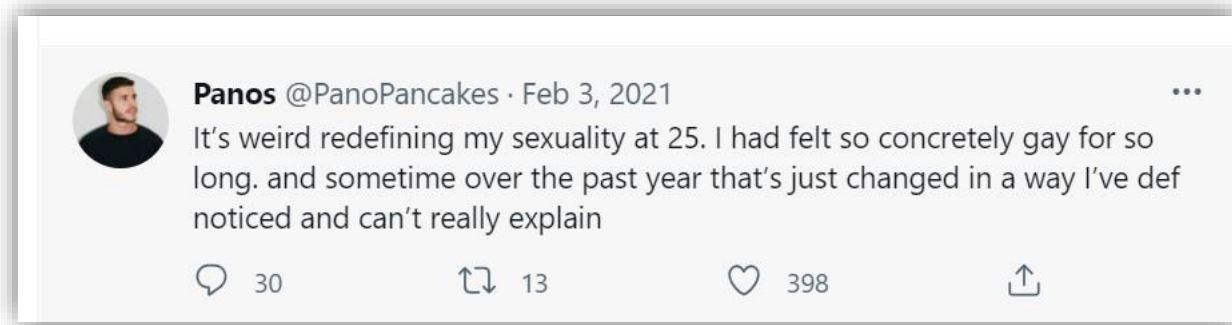 Panos @PanoPancakes · Feb 3, 2021
It’s weird redefining my sexuality at 25. I had felt so concretely gay for so
long. and sometime over the past year that’s just changed in a way I’ve def
noticed and can’t really explain
30 13 398